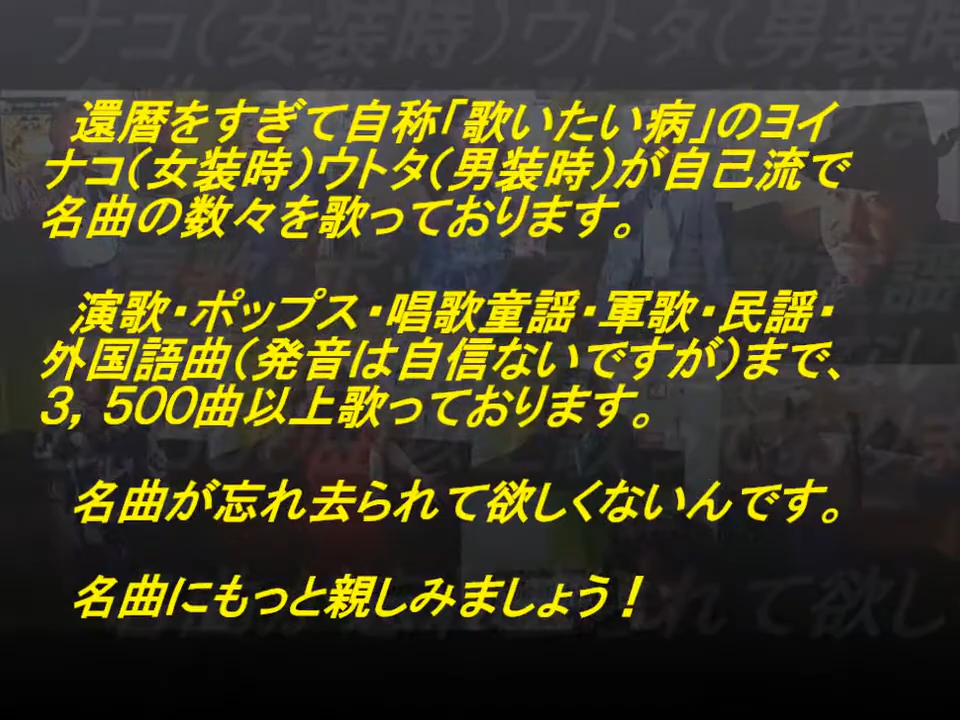 還暦をすぎて自称｢歌いたい病｣のヨイ
ナコ（女装時）ウトタ（男装時）が自己流で
名曲の数々を歌っております。
演歌・ポップス・唱歌童謡・軍歌・民謡・
外国語曲（発音は自信ないですが）まで、
３，５００曲以上歌っております。
名曲が忘れ去られて欲しくないんです。
名曲にもっと親しみましょう！